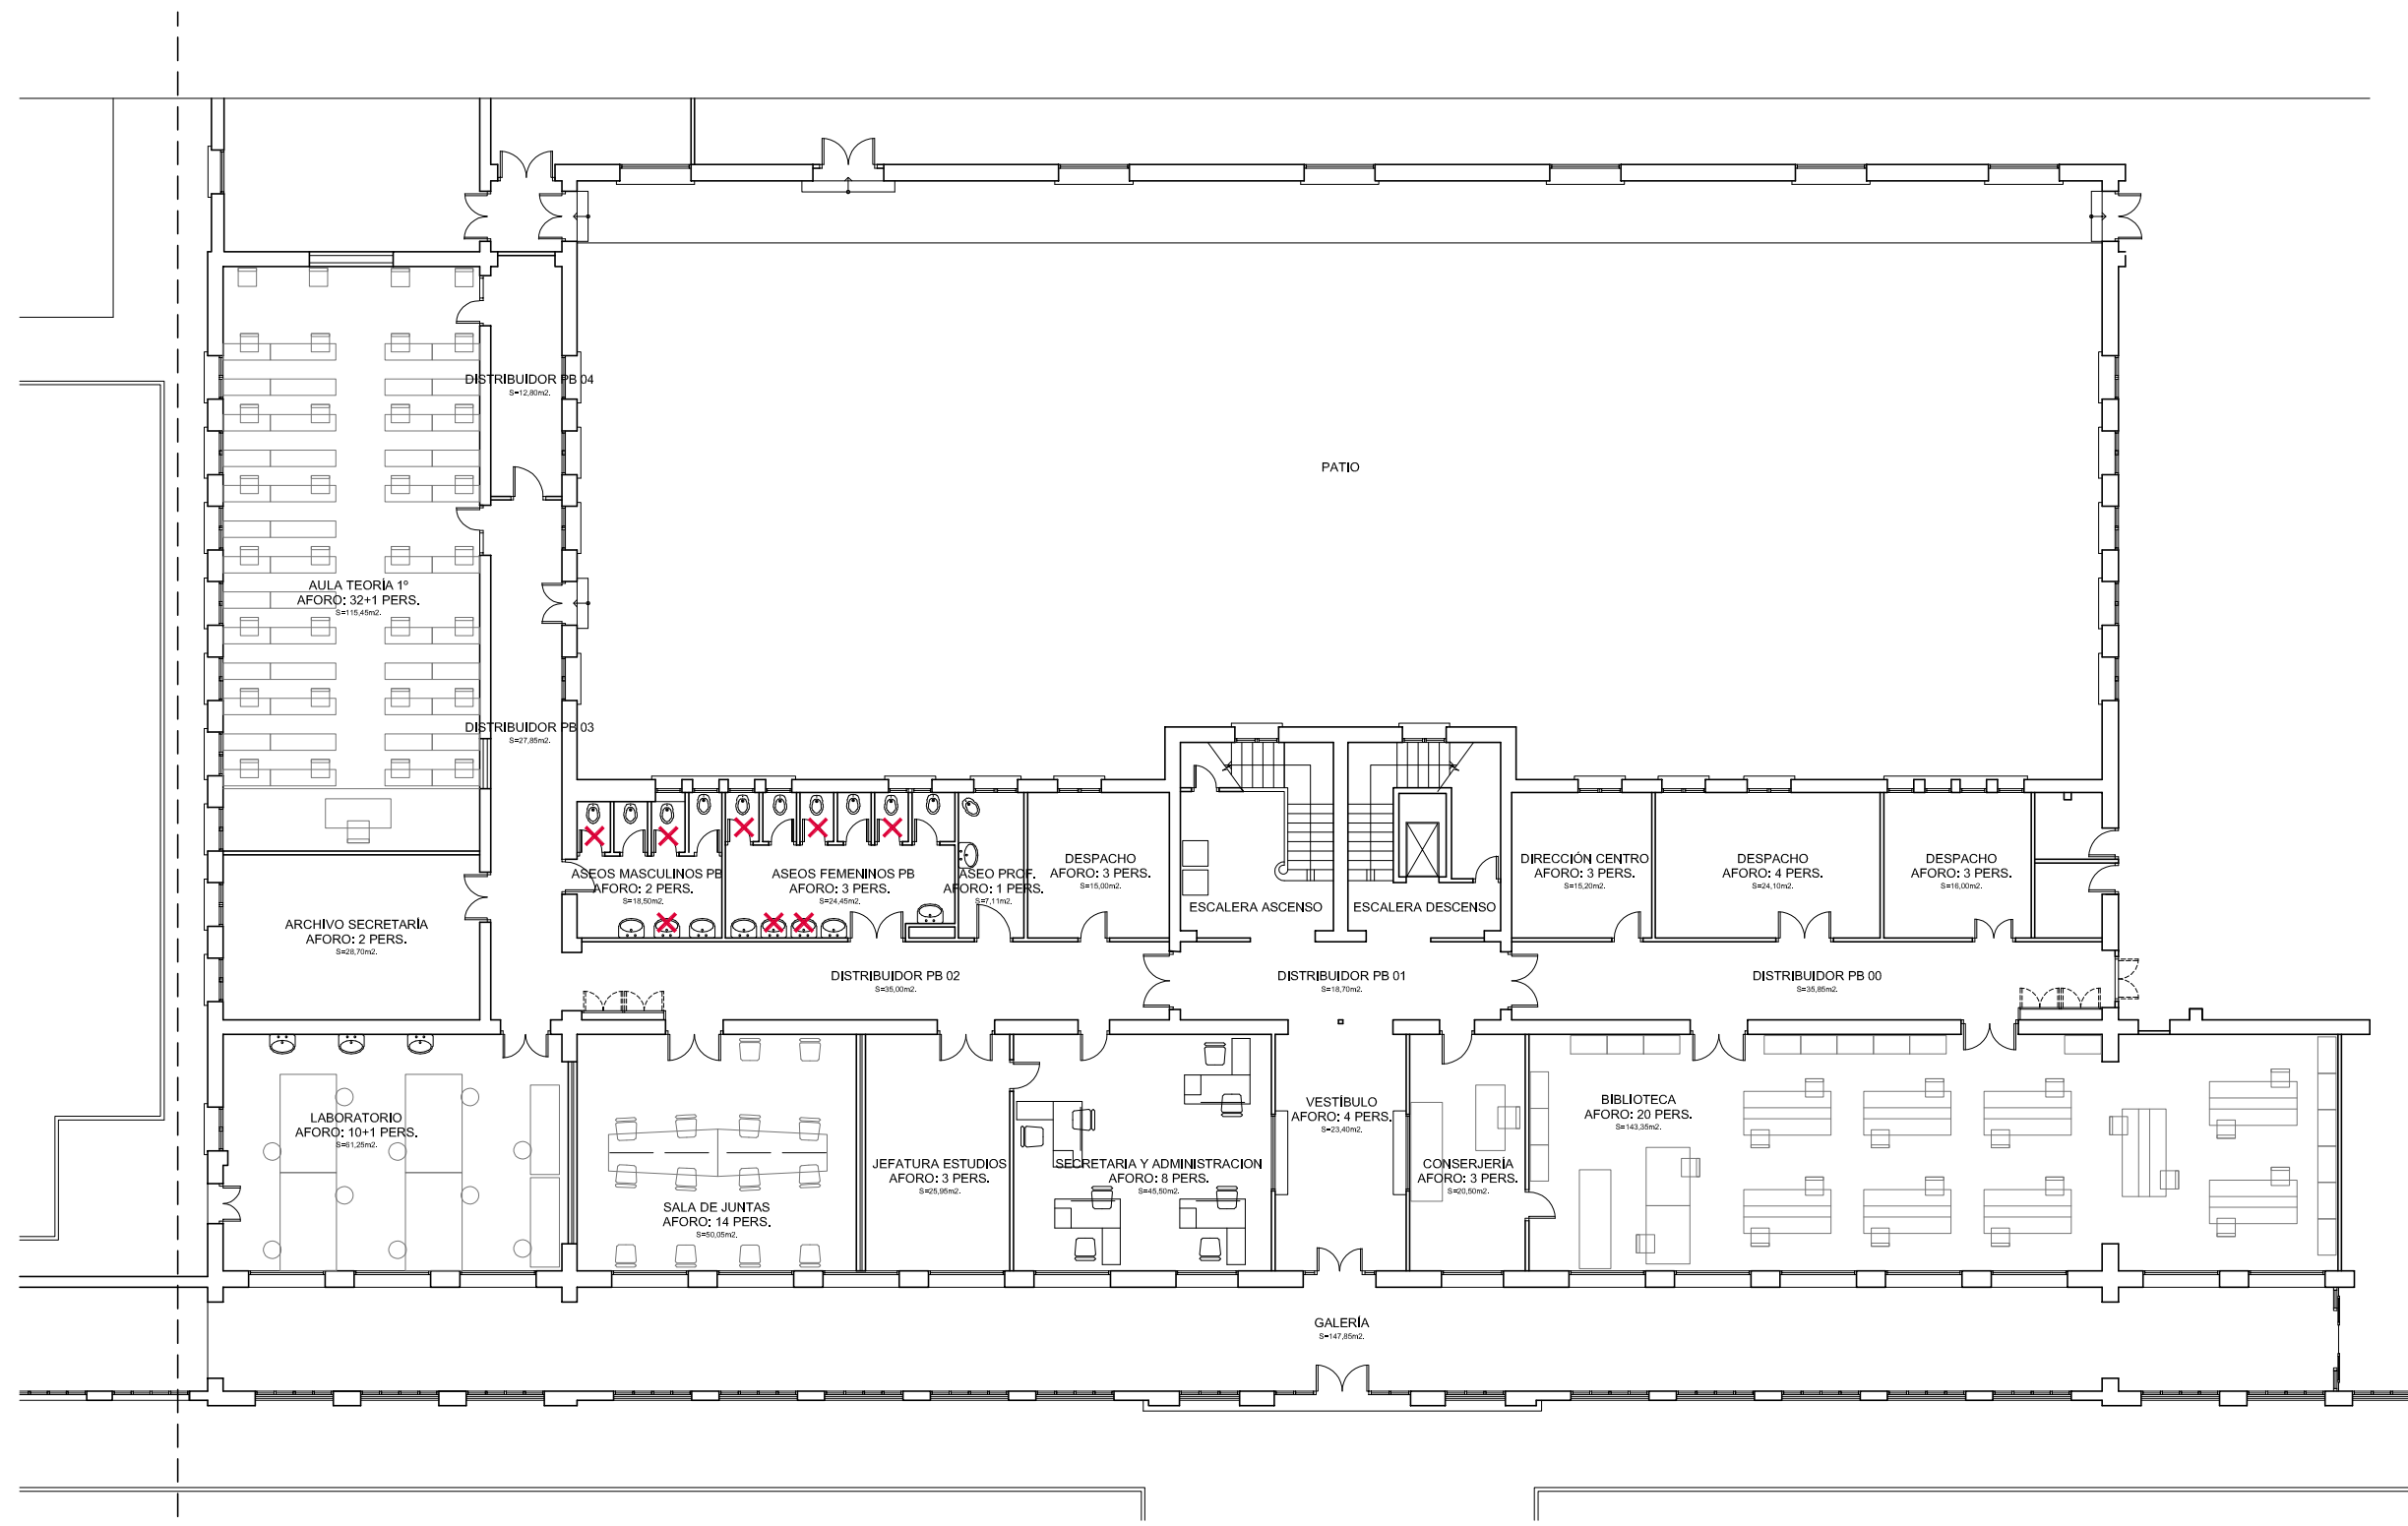 DISTRIBUIDOR PB 04
S=12,80m2.
PATIO
AULA TEORÍA 1º
AFORO: 32+1 PERS.
S=115,45m2.
DISTRIBUIDOR PB 03
S=27,85m2.
ASEOS MASCULINOS PB
AFORO: 2 PERS.
S=18,50m2.
ASEOS FEMENINOS PB
AFORO: 3 PERS.
S=24,45m2.
ASEO PROF.
AFORO: 1 PERS.
S=7,11m2.
DESPACHO
AFORO: 3 PERS.
S=15,00m2.
ESCALERA ASCENSO
ESCALERA DESCENSO
DIRECCIÓN CENTRO
AFORO: 3 PERS.
S=15,20m2.
DESPACHO
AFORO: 4 PERS.
S=24,10m2.
DESPACHO
AFORO: 3 PERS.
S=16,00m2.
ARCHIVO SECRETARÍA
AFORO: 2 PERS.
S=28,70m2.
DISTRIBUIDOR PB 02
S=35,00m2.
DISTRIBUIDOR PB 01
S=18,70m2.
DISTRIBUIDOR PB 00
S=35,85m2.
LABORATORIO
AFORO: 10+1 PERS.
S=61,25m2.
SALA DE JUNTAS
AFORO: 14 PERS.
S=50,05m2.
JEFATURA ESTUDIOS
AFORO: 3 PERS.
S=25,95m2.
SECRETARIA Y ADMINISTRACION
AFORO: 8 PERS.
S=45,50m2.
VESTÍBULO
AFORO: 4 PERS.
S=23,40m2.
CONSERJERÍA
AFORO: 3 PERS.
S=20,50m2.
BIBLIOTECA
AFORO: 20 PERS.
S=143,35m2.
GALERÍA
S=147,85m2.